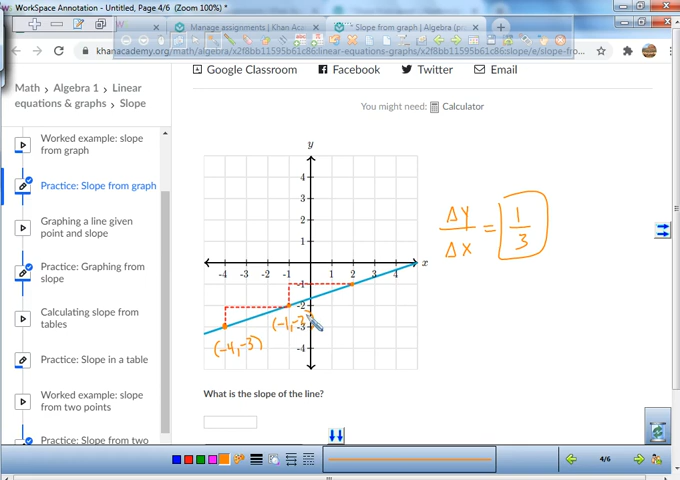 WorkSpace Annotation - Untitled, Page 4/6 (Zoom 100%) *
Manage assignments | Khan Ac
Slope from graph | Algebra (p
khanacademy.org/math/algebra/x2f8bb11595b61c86:linear-equations-graphs/x2f8bb11595b61c86:slope/e/slope-fro
Google Classroom
Facebook
Twitter
Email
Math › Algebra 1 › Linear
equations & graphs › Slope
Worked example: slope
from graph
Practice: Slope from graph
Graphing a line given
point and slope
Practice: Graphing from
slope
Calculating slope from
tables
Practice: Slope in a table
Worked example: slope
from two points
Practice: Slope from two
You might need:
Calculator
y
4
3
2
1
-4 -3 -2 -1 1 2 3 4 x
-1
-2
-3
-4
(-4,-3)
(-1,-2)
ΔY
ΔX
=
1
3
What is the slope of the line?
4/6